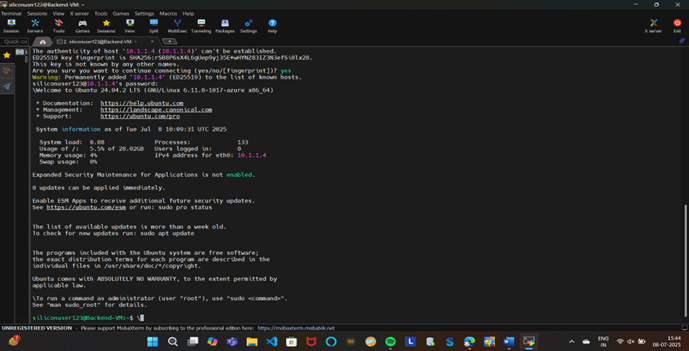 siliconuser123@Backend-VM: ~
Terminal Sessions View X server Tools Games Settings Macros Help
Session Servers Tools Games Sessions View Split MultiExec Tunneling Packages Settings Help X server Exit
Quick co
2. siliconuser123@Backend-VM: ~
The authenticity of host '10.1.1.4 (10.1.1.4)' can't be established.
This key is not known by any other names.
Are you sure you want to continue connecting (yes/no/[fingerprint])? yes
Warning: Permanently added '10.1.1.4' (ED25519) to the list of known hosts.
siliconuser123@10.1.1.4's password:
\Welcome to Ubuntu 24.04.2 LTS (GNU/Linux 6.11.0-1017-azure x86_64)
* Documentation: https://help.ubuntu.com
* Management: https://landscape.canonical.com
* Support: https://ubuntu.com/pro
System information as of Tue Jul 8 10:09:31 UTC 2025
System load: 0.08 Processes: 133
Usage of /: 5.5% of 28.02GB Users logged in: 0
Memory usage: 4% IPv4 address for eth0: 10.1.1.4
Swap usage: 0%
Expanded Security Maintenance for Applications is not enabled.
0 updates can be applied immediately.
Enable ESM Apps to receive additional future security updates.
See https://ubuntu.com/esm or run: sudo pro status
The list of available updates is more than a week old.
To check for new updates run: sudo apt update
The programs included with the Ubuntu system are free software;
the exact distribution terms for each program are described in the
individual files in /usr/share/doc/*/copyright.
Ubuntu comes with ABSOLUTELY NO WARRANTY, to the extent permitted by
applicable law.
\To run a command as administrator (user "root"), use "sudo <command>".
See "man sudo_root" for details.
siliconuser123@Backend-VM:~$ \
UNREGISTERED VERSION - Please support MobaXterm by subscribing to the professional edition here: https://mobaxterm.mobatek.net
ENG
IN
15:44
08-07-2025